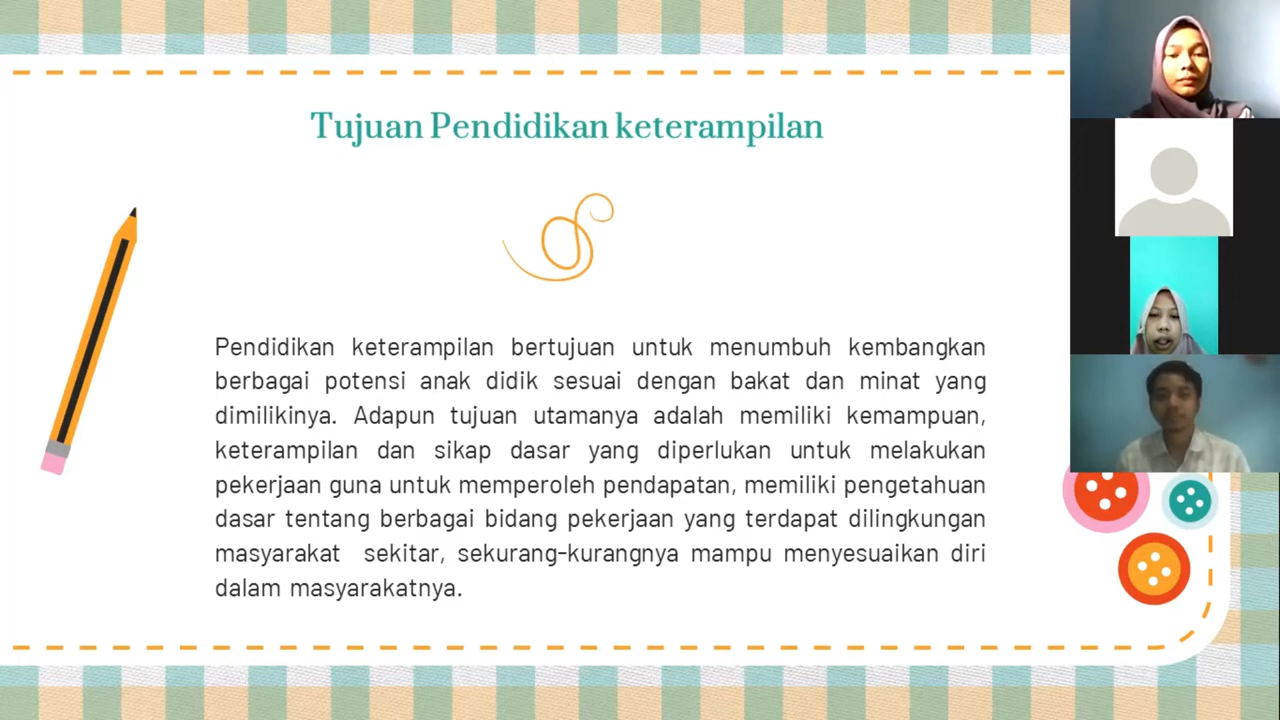 Tujuan Pendidikan keterampilan
Pendidikan keterampilan bertujuan untuk menumbuh kembangkan
berbagai potensi anak didik sesuai dengan bakat dan minat yang
dimilikinya. Adapun tujuan utamanya adalah memiliki kemampuan,
keterampilan dan sikap dasar yang diperlukan untuk melakukan
pekerjaan guna untuk memperoleh pendapatan, memiliki pengetahuan
dasar tentang berbagai bidang pekerjaan yang terdapat dilingkungan
masyarakat sekitar, sekurang-kurangnya mampu menyesuaikan diri
dalam masyarakatnya.